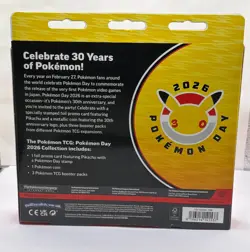 Celebrate 30 Years
of Pokémon!
Every year on February 27, Pokémon fans around
the world celebrate Pokémon Day to commemorate
the release of the very first Pokémon video games
in Japan. Pokémon Day 2026 is an extra-special
occasion—it's Pokémon's 30th anniversary, and
you're invited to the party! Celebrate with a
specially stamped full promo card featuring
Pikachu and a metallic coin featuring the 30th
anniversary logo, plus three booster packs
from different Pokémon TCG expansions.
The Pokémon TCG: Pokémon Day
2026 Collection includes:
1 foil promo card featuring Pikachu with
a Pokémon Day stamp
1 Pokémon coin
3 Pokémon TCG booster packs
2026
3 0
POKÉMON DAY